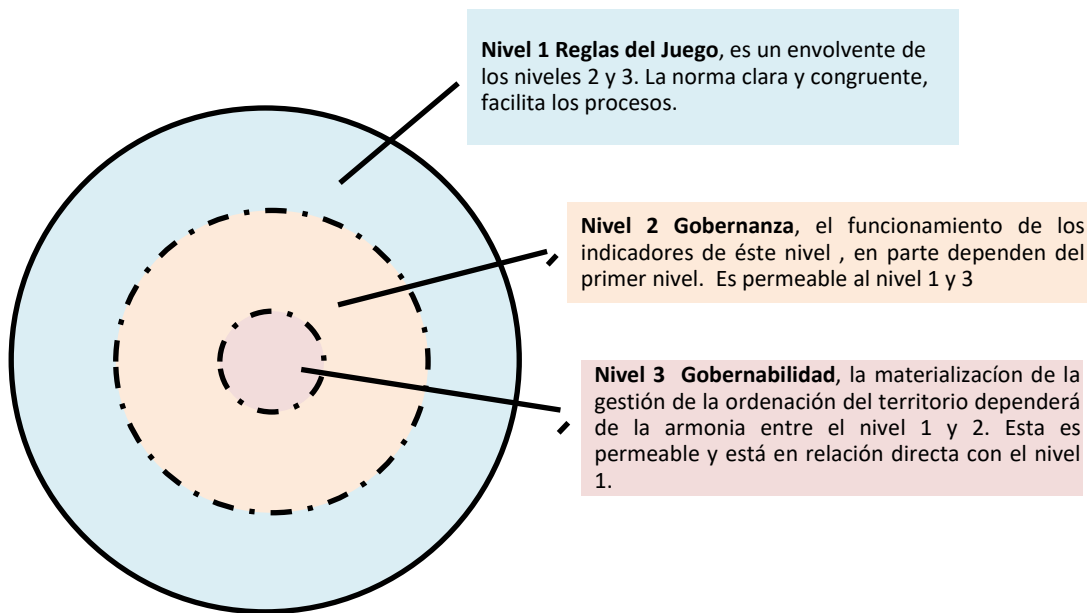 Nivel 1 Reglas del Juego, es un envolvente de
los niveles 2 y 3. La norma clara y congruente,
facilita los procesos.
Nivel 2 Gobernanza, el funcionamiento de los
indicadores de éste nivel , en parte dependen del
primer nivel. Es permeable al nivel 1 y 3
Nivel 3 Gobernabilidad, la materializacíon de la
gestión de la ordenación del territorio dependerá
de la armonia entre el nivel 1 y 2. Esta es
permeable y está en relación directa con el nivel
1.